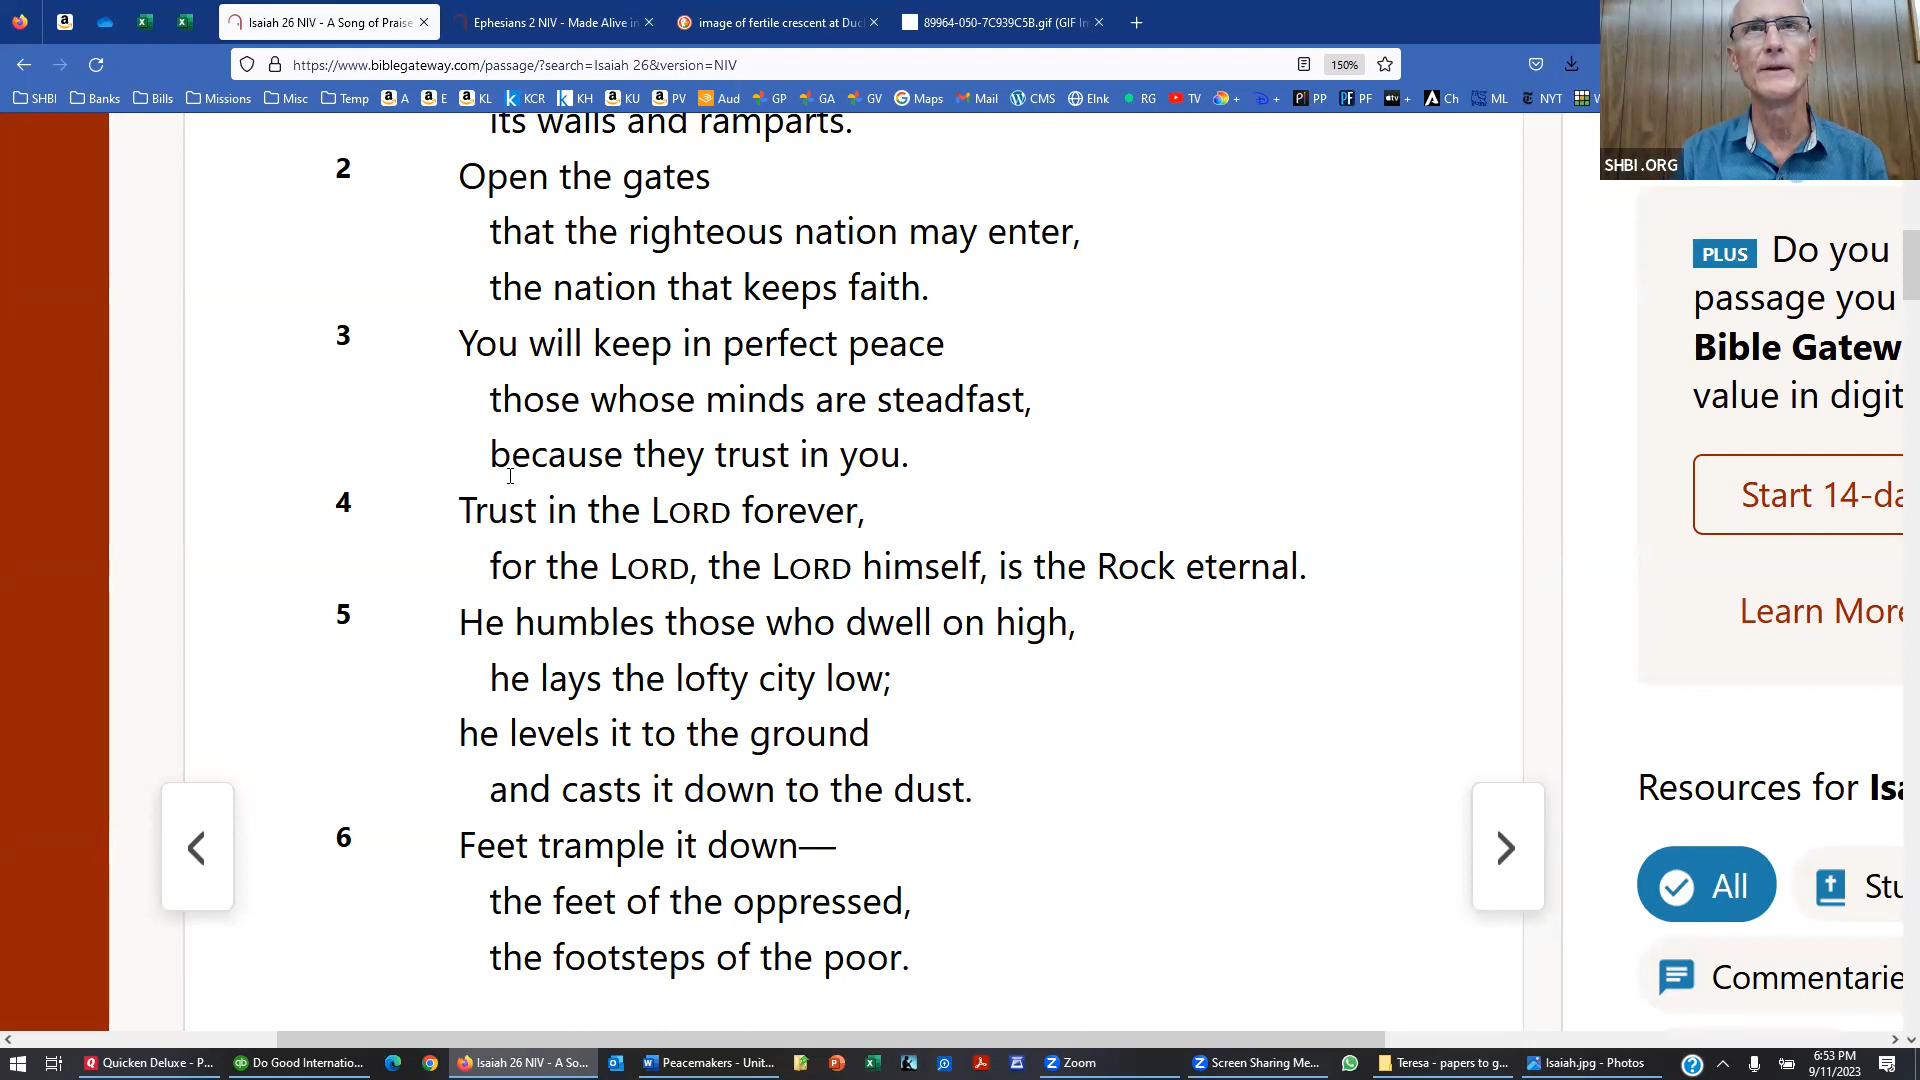 Isaiah 26 NIV - A Song of Praise
Ephesians 2 NIV - Made Alive in
image of fertile crescent at Duc
89964-050-7C939C5B.gif (GIF Im
https://www.biblegateway.com/passage/?search=Isaiah 26&version=NIV
150%
SHBI Banks Bills Missions Misc Temp A E KL KCR KH KU PV Aud GP GA GV Maps Mail CMS EInk RG TV + + PP PF + Ch ML NYT
SHBI.ORG
its walls and ramparts.
2 Open the gates
that the righteous nation may enter,
the nation that keeps faith.
3 You will keep in perfect peace
those whose minds are steadfast,
because they trust in you.
4 Trust in the LORD forever,
for the LORD, the LORD himself, is the Rock eternal.
5 He humbles those who dwell on high,
he lays the lofty city low;
he levels it to the ground
and casts it down to the dust.
6 Feet trample it down—
the feet of the oppressed,
the footsteps of the poor.
PLUS Do you
passage you
Bible Gatew
value in digit
Start 14-da
Learn More
Resources for Isa
All Stu
Commentarie
Quicken Deluxe - P... Do Good Internatio... Isaiah 26 NIV - A So... Peacemakers - Unit... Zoom Screen Sharing Me... Teresa - papers to g... Isaiah.jpg - Photos
6:53 PM
9/11/2023